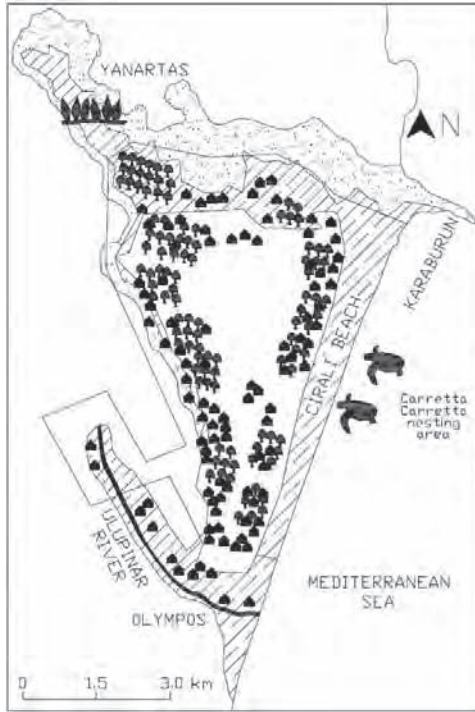 YANARTAS
N
KARABURUN
CIRALI BEACH
Carretta
Carretta
nesting
area
ULUPINAR
RIVER
MEDITERRANEAN
SEA
OLYMPOS
0 1.5 3.0 km